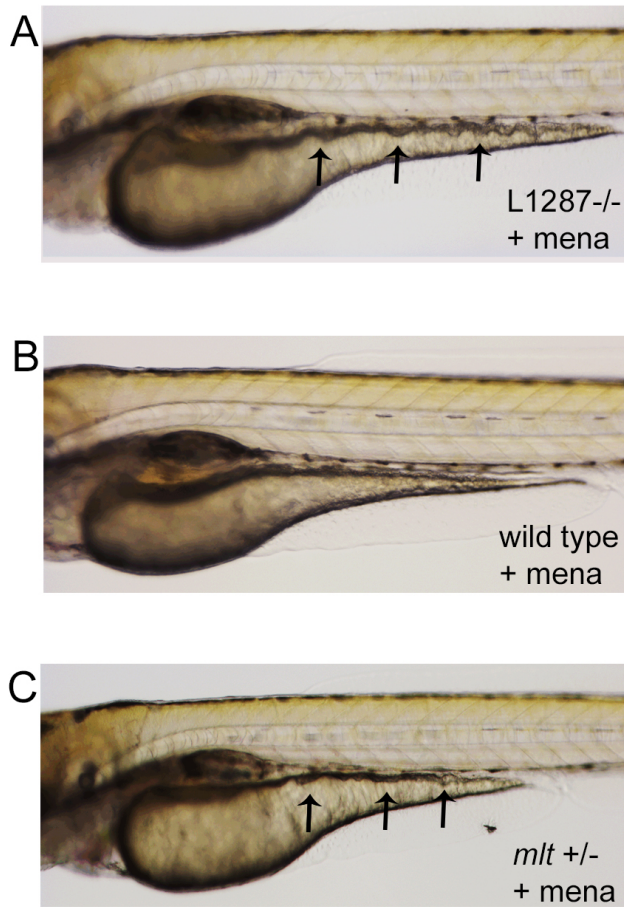 A
L1287-/-
+ mena
B
wild type
+ mena
C
mlt +/-
+ mena